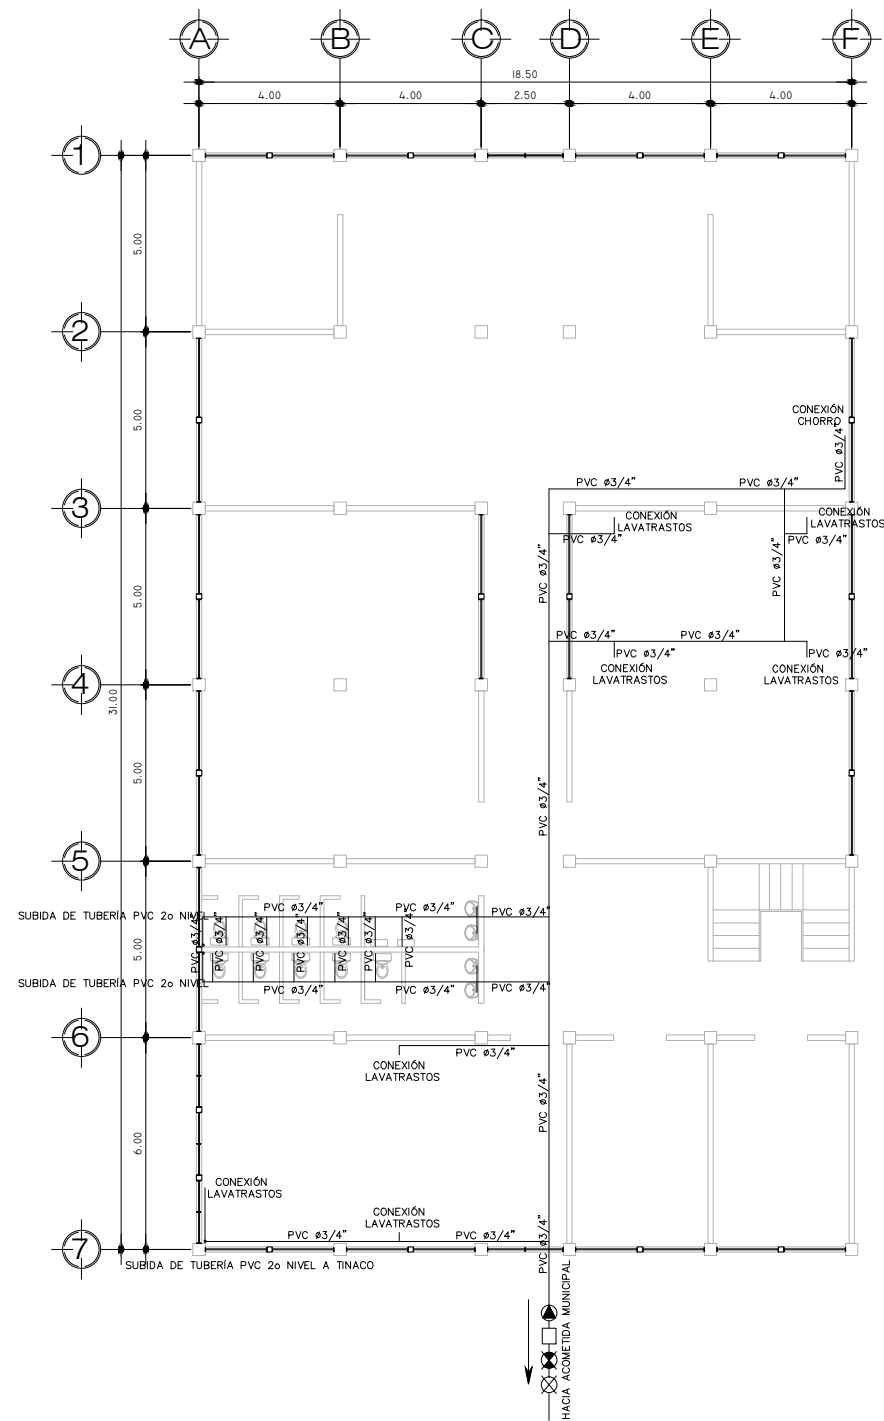 A B C D E F
18.50
4.00 4.00 2.50 4.00 4.00
1
5.00
2
5.00
CONEXIÓN
CHORRO
PVC ø3/4"
PVC ø3/4" PVC ø3/4"
3
CONEXIÓN
LAVATRASTOS
CONEXIÓN
LAVATRASTOS
PVC ø3/4" PVC ø3/4"
5.00
PVC ø3/4"
PVC ø3/4"
PVC ø3/4" PVC ø3/4"
PVC ø3/4" PVC ø3/4"
CONEXIÓN
LAVATRASTOS
CONEXIÓN
LAVATRASTOS
4
31.00
5.00
PVC ø3/4"
5
SUBIDA DE TUBERÍA PVC 2o NIVEL
PVC ø3/4" PVC ø3/4" PVC ø3/4"
5.00
PVC ø3/4"
PVC ø3/4"
PVC ø3/4"
PVC ø3/4"
PVC ø3/4"
PVC ø3/4"
PVC ø3/4"
SUBIDA DE TUBERÍA PVC 2o NIVEL
PVC ø3/4" PVC ø3/4" PVC ø3/4"
6
PVC ø3/4"
CONEXIÓN
LAVATRASTOS
PVC ø3/4"
6.00
CONEXIÓN
LAVATRASTOS
CONEXIÓN
LAVATRASTOS
PVC ø3/4" PVC ø3/4"
PVC ø3/4"
7
SUBIDA DE TUBERÍA PVC 2o NIVEL A TINACO
HACIA ACOMETIDA MUNICIPAL